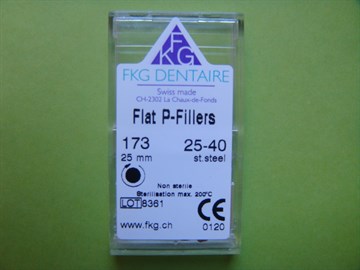 F
K G
FKG DENTAIRE
Swiss made
CH-2302 La Chaux-de-Fonds
Flat P-Fillers
173 25-40
25 mm st.steel
Non sterile
Sterilisation max. 200°C
LOT 8361 CE
www.fkg.ch 0120